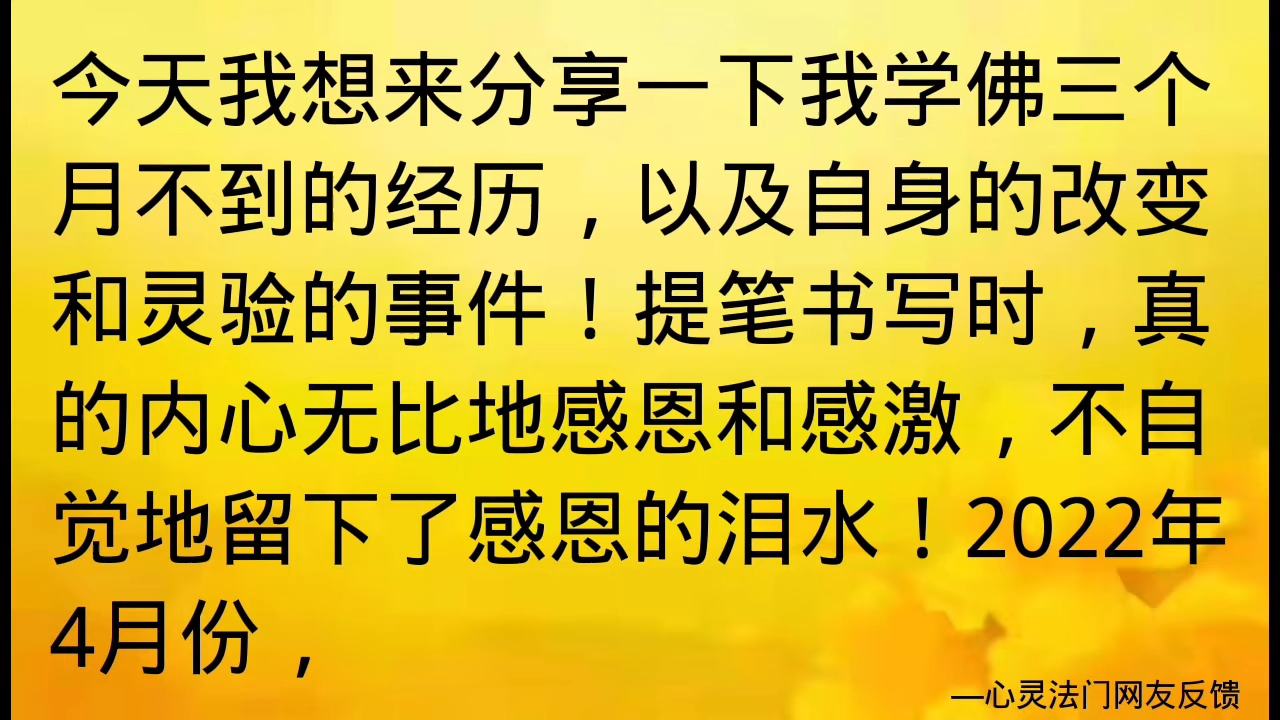 今天我想来分享一下我学佛三个
月不到的经历，以及自身的改变
和灵验的事件！提笔书写时，真
的内心无比地感恩和感激，不自
觉地留下了感恩的泪水！2022年
4月份，
—心灵法门网友反馈